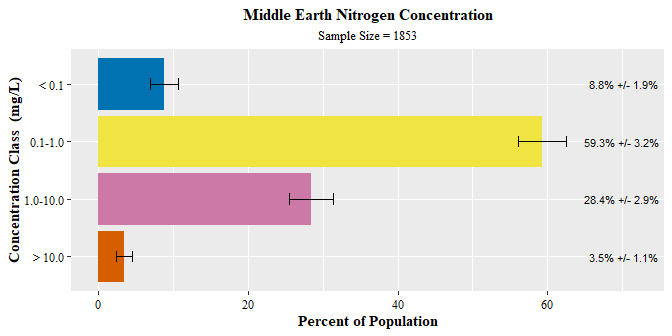 Middle Earth Nitrogen Concentration
Sample Size = 1853
Concentration Class (mg/L)
< 0.1
8.8% +/- 1.9%
0.1-1.0
59.3% +/- 3.2%
1.0-10.0
28.4% +/- 2.9%
> 10.0
3.5% +/- 1.1%
0 20 40 60
Percent of Population